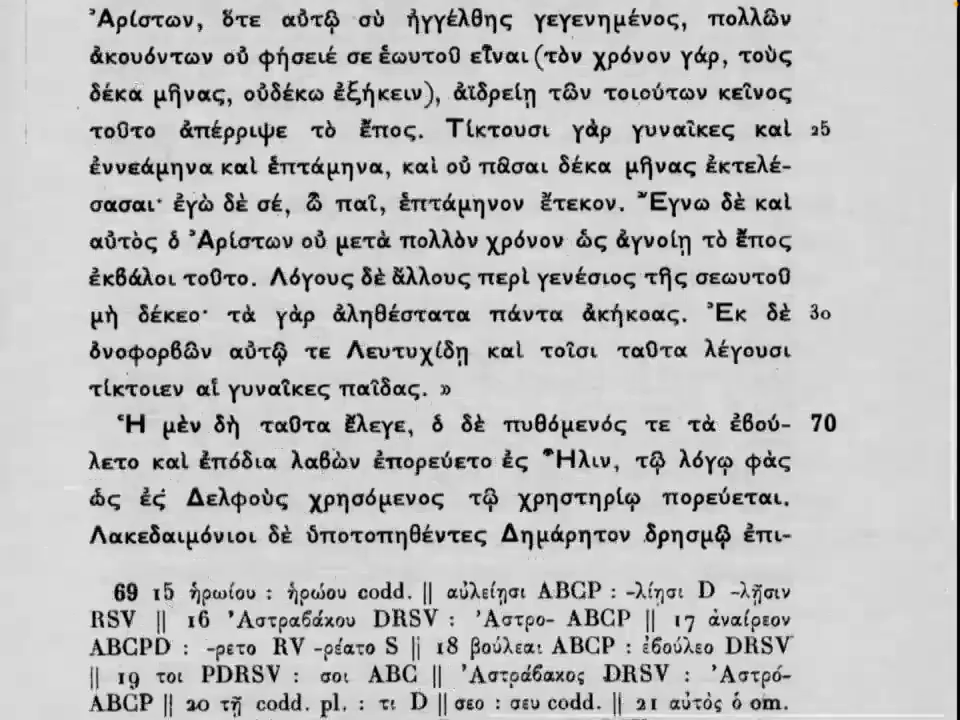 Ἀρίστων, ὅτε αὐτῷ σὺ ἠγγέλθης γεγενημένος, πολλῶν
ἀκουόντων οὐ φήσειέ σε ἑωυτοῦ εἶναι (τὸν χρόνον γάρ, τοὺς
δέκα μῆνας, οὐδέκω ἐξήκειν), ἀϊδρείῃ τῶν τοιούτων κεῖνος
τοῦτο ἀπέρριψε τὸ ἔπος. Τίκτουσι γὰρ γυναῖκες καὶ 25
ἐννεάμηνα καὶ ἑπτάμηνα, καὶ οὐ πᾶσαι δέκα μῆνας ἐκτελέ-
σασαι· ἐγὼ δὲ σέ, ὦ παῖ, ἑπτάμηνον ἔτεκον. Ἔγνω δὲ καὶ
αὐτὸς ὁ Ἀρίστων οὐ μετὰ πολλὸν χρόνον ὡς ἀγνοίῃ τὸ ἔπος
ἐκβάλοι τοῦτο. Λόγους δὲ ἄλλους περὶ γενέσιος τῆς σεωυτοῦ
μὴ δέκεο· τὰ γὰρ ἀληθέστατα πάντα ἀκήκοας. Ἐκ δὲ 30
ὀνοφορβῶν αὐτῷ τε Λευτυχίδῃ καὶ τοῖσι ταῦτα λέγουσι
τίκτοιεν αἱ γυναῖκες παῖδας. »
Ἡ μὲν δὴ ταῦτα ἔλεγε, ὁ δὲ πυθόμενός τε τὰ ἐβού- 70
λετο καὶ ἐπόδια λαβὼν ἐπορεύετο ἐς Ἦλιν, τῷ λόγῳ φὰς
ὡς ἐς Δελφοὺς χρησόμενος τῷ χρηστηρίῳ πορεύεται.
Λακεδαιμόνιοι δὲ ὑποτοπηθέντες Δημάρητον δρησμῷ ἐπι-
69 15 ἡρωίου : ἡρώου codd. || αὐλείῃσι ABCP : -λίῃσι D -λῇσιν
RSV || 16 Ἀστραβάκου DRSV : Ἀστρο- ABCP || 17 ἀναίρεον
ABCPD : -ρετο RV -ρέατο S || 18 βούλεαι ABCP : ἐβούλεο DRSV
|| 19 τοι PDRSV : σοι ABC || Ἀστράβακος DRSV : Ἀστρό-
ABCP || 20 τῇ codd. pl. : τι D || σεο : σευ codd. || 21 αὐτὸς ὁ om.